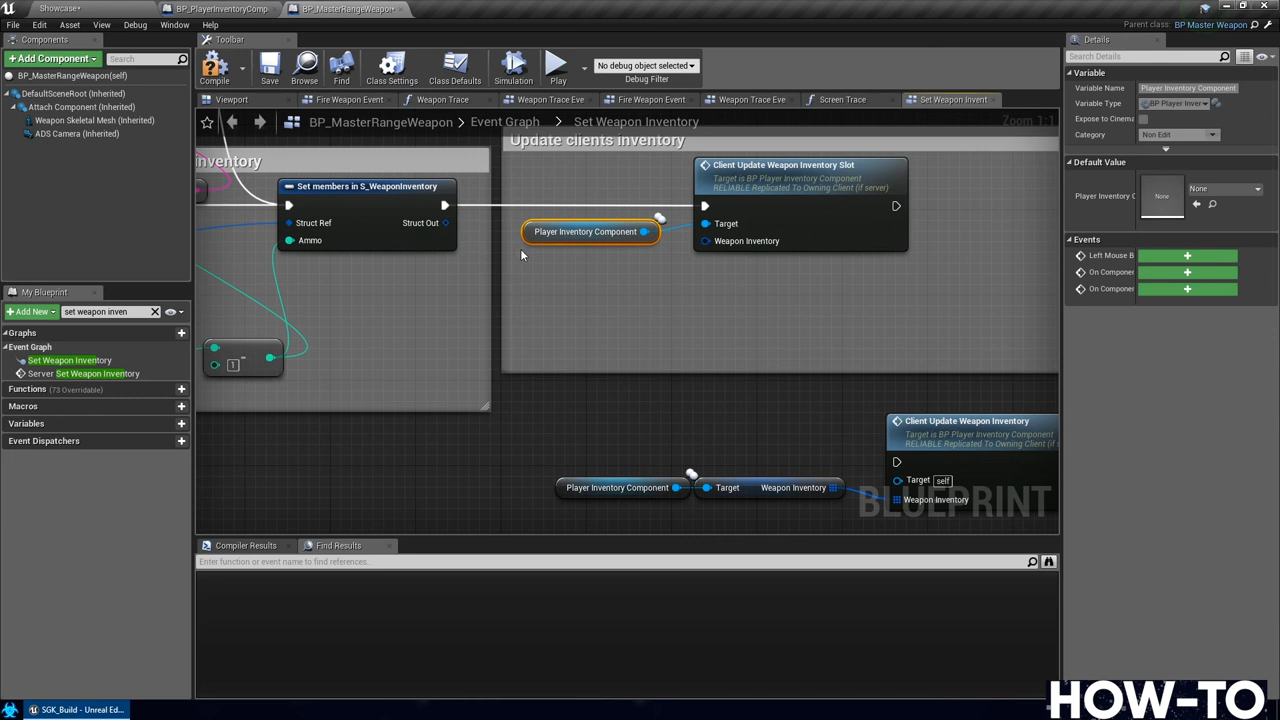 Showcase•
BP_PlayerInventoryComp
BP_MasterRangeWeapon•
File Edit Asset View Debug Window Help
Parent class: BP Master Weapon
Components
+ Add Component
Search
BP_MasterRangeWeapon(self)
DefaultSceneRoot (Inherited)
Attach Component (Inherited)
Weapon Skeletal Mesh (Inherited)
ADS Camera (Inherited)
My Blueprint
+ Add New
set weapon inven
Graphs
Event Graph
Set Weapon Inventory
Server Set Weapon Inventory
Functions (73 Overridable)
Macros
Variables
Event Dispatchers
Toolbar
Compile
Save
Browse
Find
Class Settings
Class Defaults
Simulation
Play
No debug object selected
Debug Filter
Viewport
Fire Weapon Event
Weapon Trace
Weapon Trace Eve
Fire Weapon Event
Weapon Trace Eve
Screen Trace
Set Weapon Invent
BP_MasterRangeWeapon > Event Graph > Set Weapon Inventory
Zoom 1:1
inventory
Update clients inventory
Set members in S_WeaponInventory
Struct Ref
Struct Out
Ammo
1
-
Player Inventory Component
Client Update Weapon Inventory Slot
Target is BP Player Inventory Component
RELIABLE Replicated To Owning Client (if server)
Target
Weapon Inventory
Client Update Weapon Inventory
Target is BP Player Inventory Component
RELIABLE Replicated To Owning Client (if s
Target self
Weapon Inventory
Player Inventory Component
Target
Weapon Inventory
BLUEPRINT
Compiler Results
Find Results
Enter function or event name to find references...
Details
Search Details
Variable
Variable Name
Player Inventory Component
Variable Type
BP Player Inver
Expose to Cinema
Category
Non Edit
Default Value
Player Inventory C
None
None
Events
Left Mouse B
On Componer
On Componer
SGK_Build - Unreal Ed...
HOW-TO